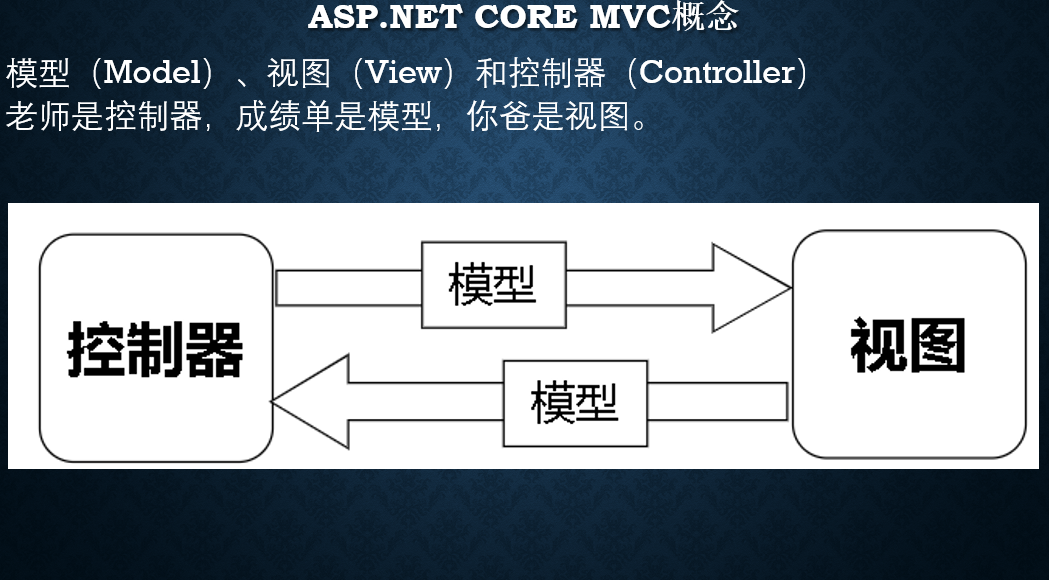 ASP.NET CORE MVC概念
模型（Model）、视图（View）和控制器（Controller）
老师是控制器，成绩单是模型，你爸是视图。
模型
控制器
视图
模型